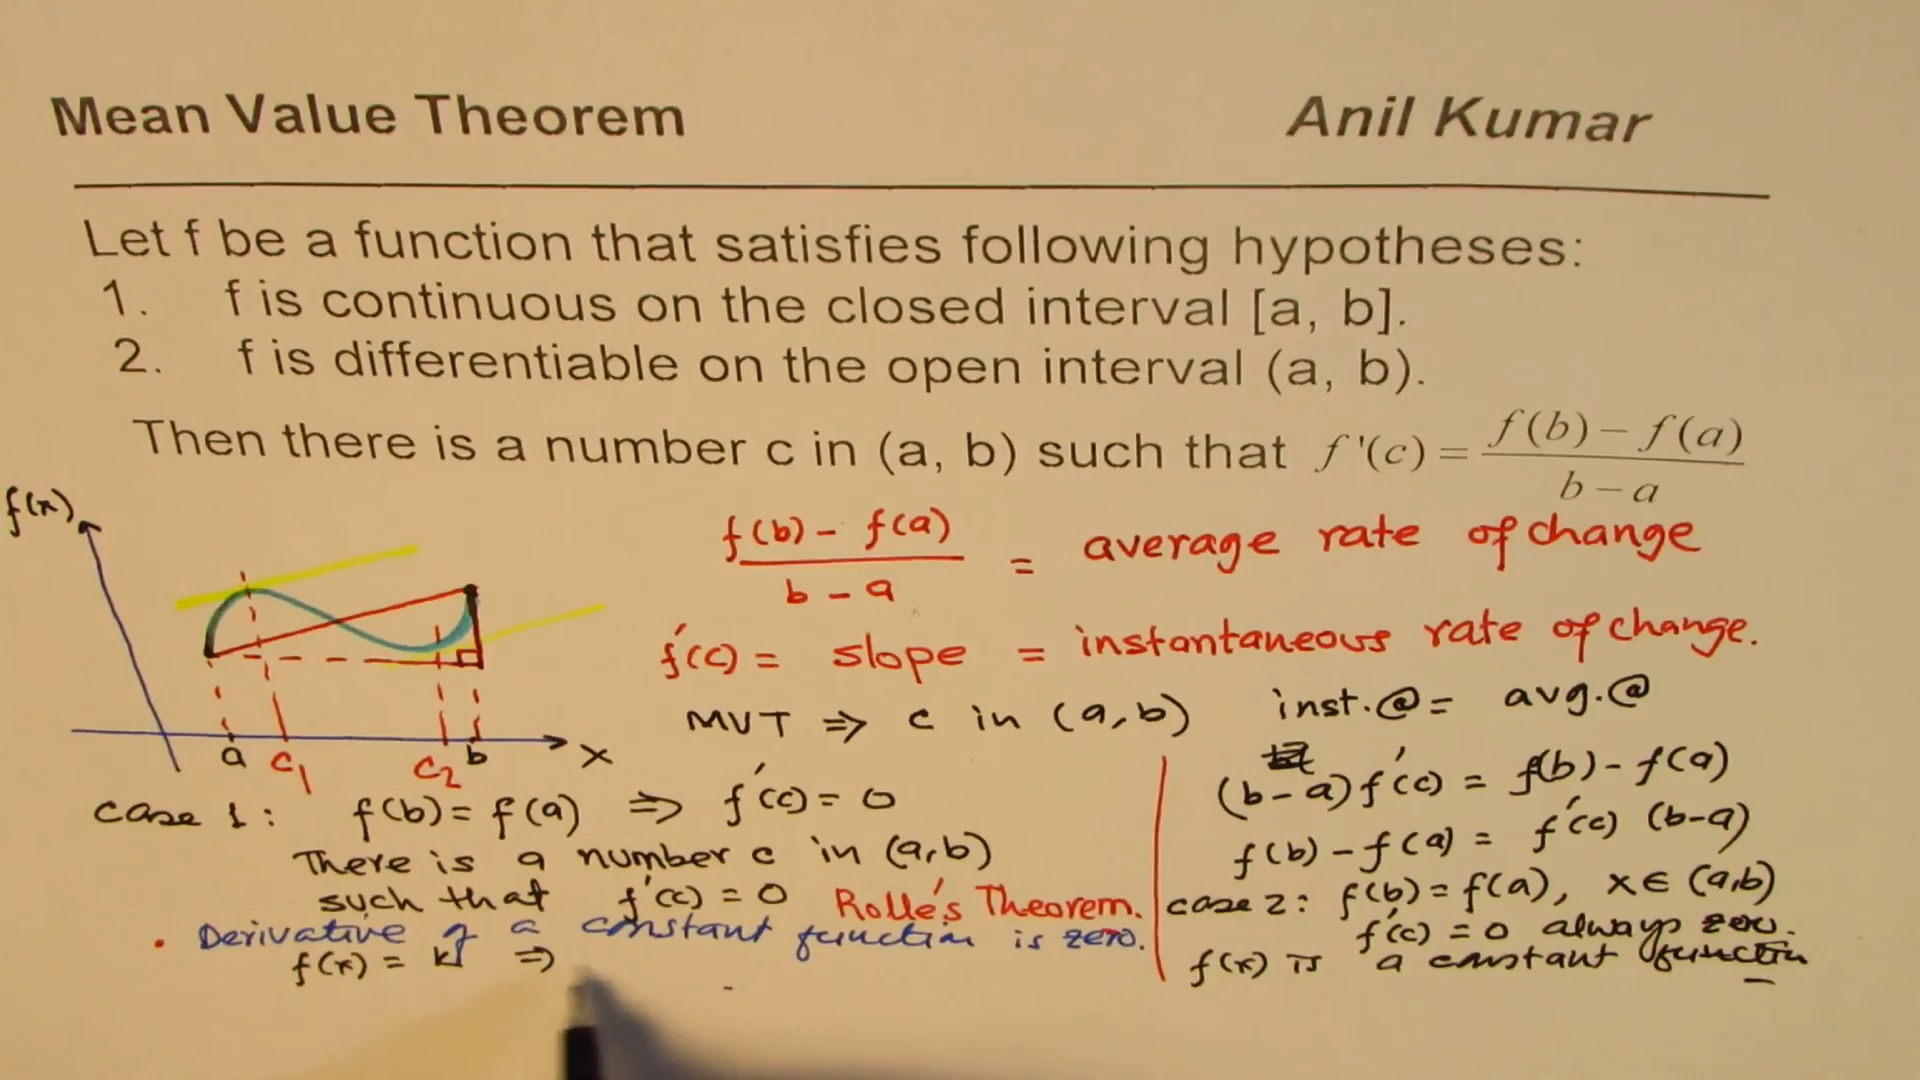 Mean Value Theorem
Anil Kumar
Let f be a function that satisfies following hypotheses:
1. f is continuous on the closed interval [a, b].
2. f is differentiable on the open interval (a, b).
Then there is a number c in (a, b) such that f '(c) = f(b) – f(a) / b – a
f(x)
a c1 c2 b x
f(b) - f(a) / b - a = average rate of change
f'(c) = slope = instantaneous rate of change.
MVT ⇒ c in (a,b) inst.@ = avg.@
case 1: f(b) = f(a) ⇒ f'(c) = 0
There is a number c in (a,b)
such that f'(c) = 0 Rolle's Theorem.
• Derivative of a constant function is zero.
f(x) = k ⇒
(b-a) f'(c) = f(b) - f(a)
f(b) - f(a) = f'(c) (b-a)
case 2: f(b) = f(a), x ∈ (a,b)
f'(c) = 0 always zero.
f(x) is a constant function